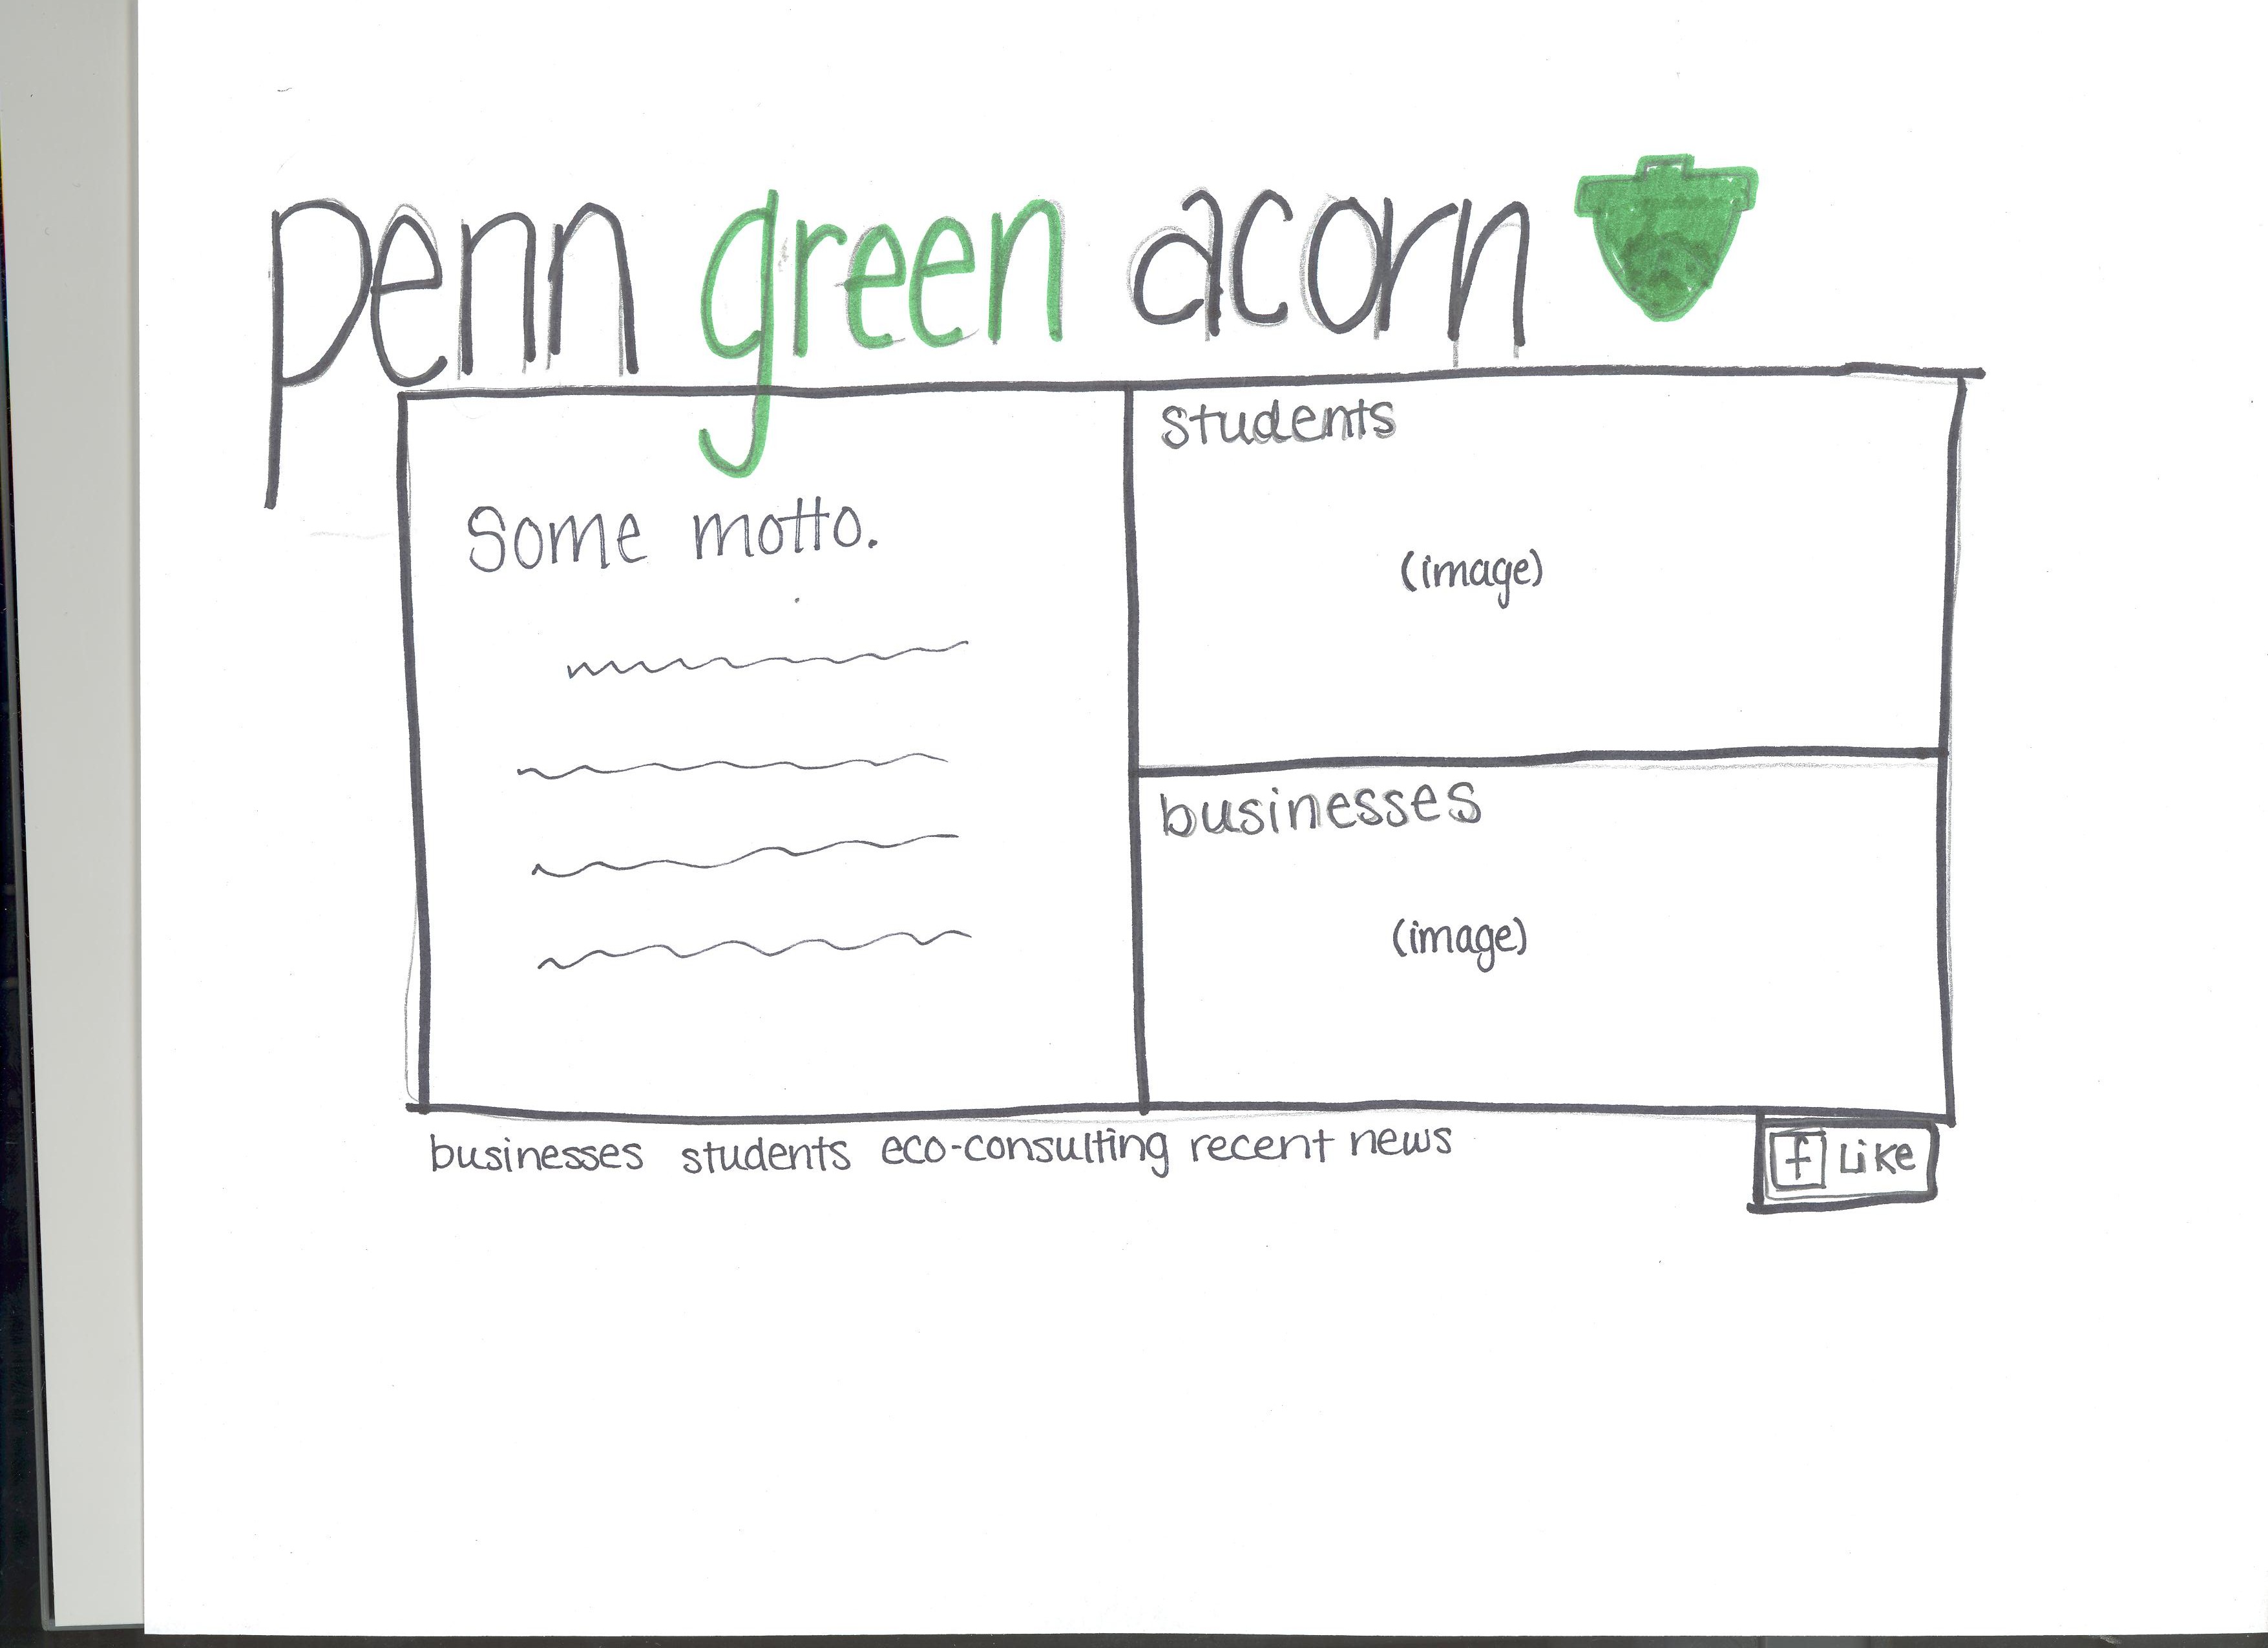 penn green acorn
Some motto.
students
(image)
businesses
(image)
businesses students eco-consulting recent news
f Like